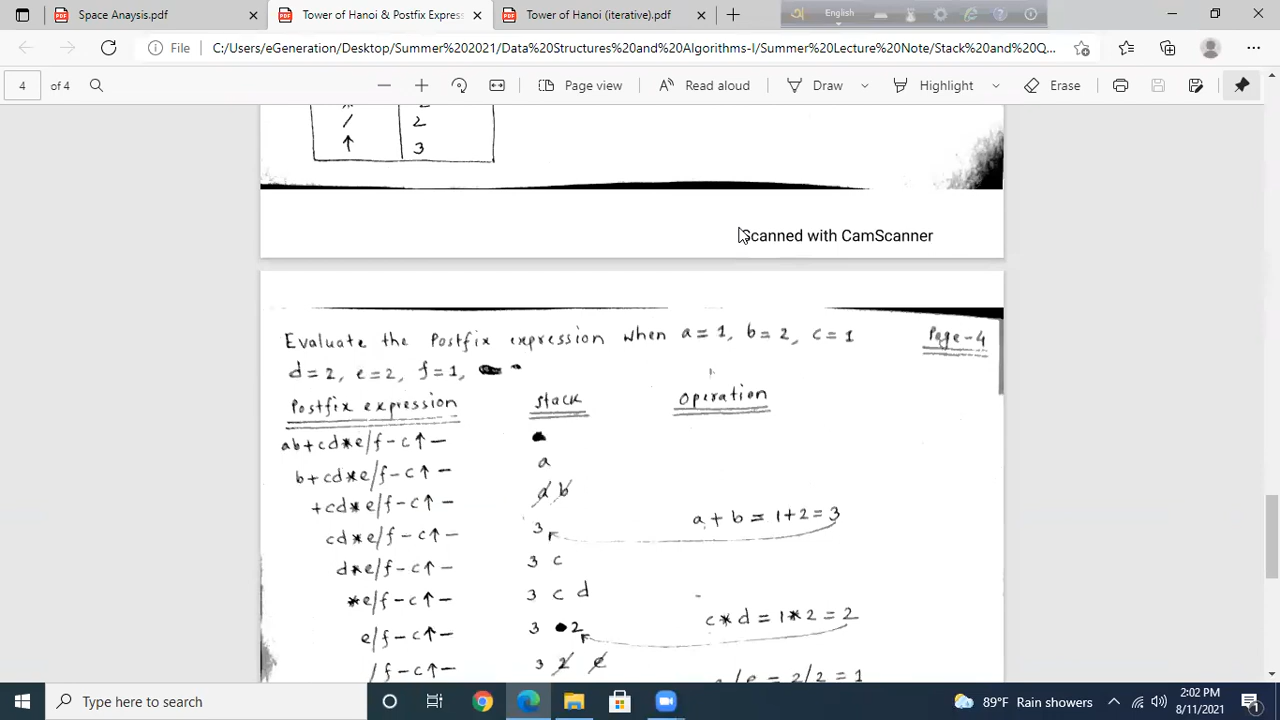 Space Anaright.pdf
Tower of Hanoi & Postfix Express
Tower of Hanoi (iterative).pdf
English
File
C:/Users/eGeneration/Desktop/Summer%202021/Data%20Structures%20and%20Algorithms-I/Summer%20Lecture%20Note/Stack%20and%20Q...
4 of 4
Page view
Read aloud
Draw
Highlight
Erase
/ 2
↑ 3
Scanned with CamScanner
Evaluate the Postfix expression when a=1, b=2, c=1 Page-4
d=2, e=2, f=1,
Postfix expression stack operation
ab+cd*e/f-c↑-
b+cd*e/f-c↑- a
+cd*e/f-c↑- a b
cd*e/f-c↑- 3 a+b=1+2=3
d*e/f-c↑- 3 c
*e/f-c↑- 3 c d
e/f-c↑- 3 2 c*d=1*2=2
/f-c↑- 3 2 e
/e=2/2=1
Type here to search
89°F Rain showers
2:02 PM
8/11/2021